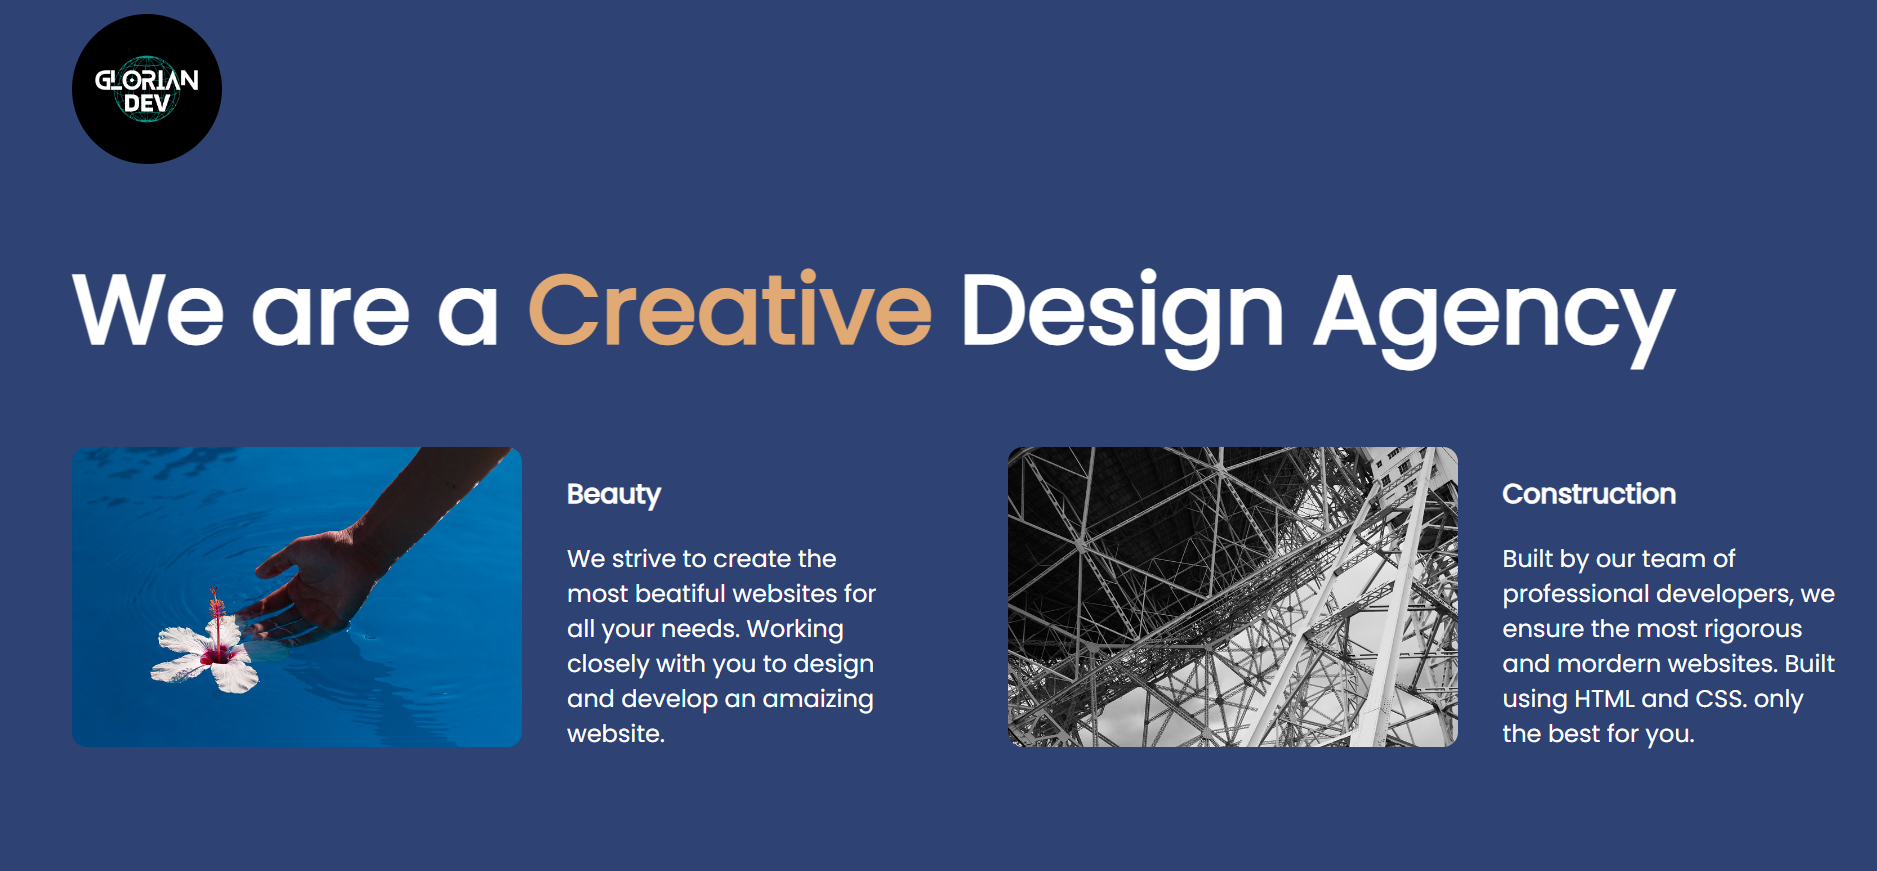 GLORIAN
DEV
We are a Creative Design Agency
Beauty
We strive to create the
most beatiful websites for
all your needs. Working
closely with you to design
and develop an amaizing
website.
Construction
Built by our team of
professional developers, we
ensure the most rigorous
and mordern websites. Built
using HTML and CSS. only
the best for you.